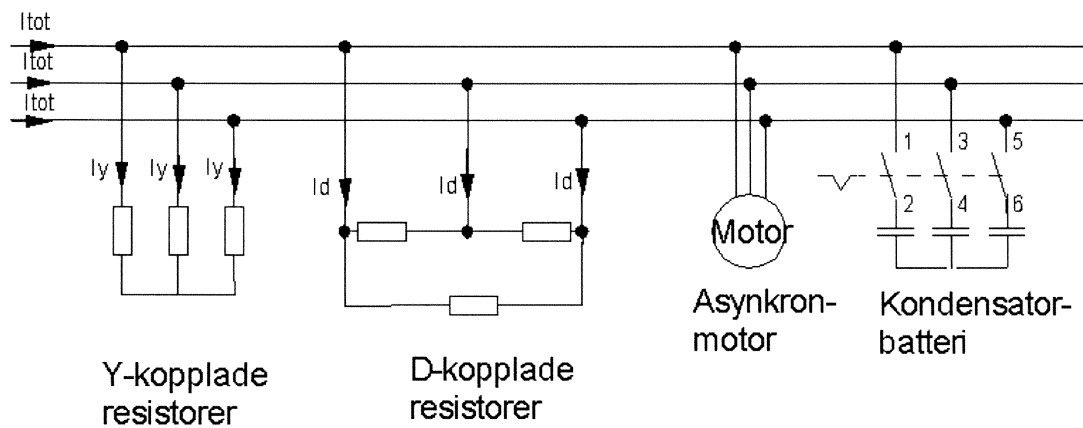 Itot
Itot
Itot
Iy
Iy
Iy
Id
Id
Id
1
3
5
2
4
6
Motor
Asynkron-
motor
Kondensator-
batteri
Y-kopplade
resistorer
D-kopplade
resistorer